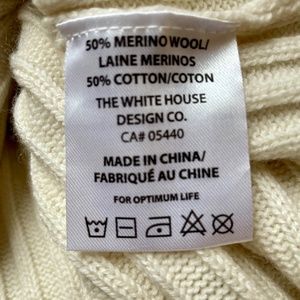 50% MERINO WOOL/
LAINE MERINOS
50% COTTON/COTON
THE WHITE HOUSE
DESIGN CO.
CA# 05440
MADE IN CHINA/
FABRIQUÉ AU CHINE
FOR OPTIMUM LIFE